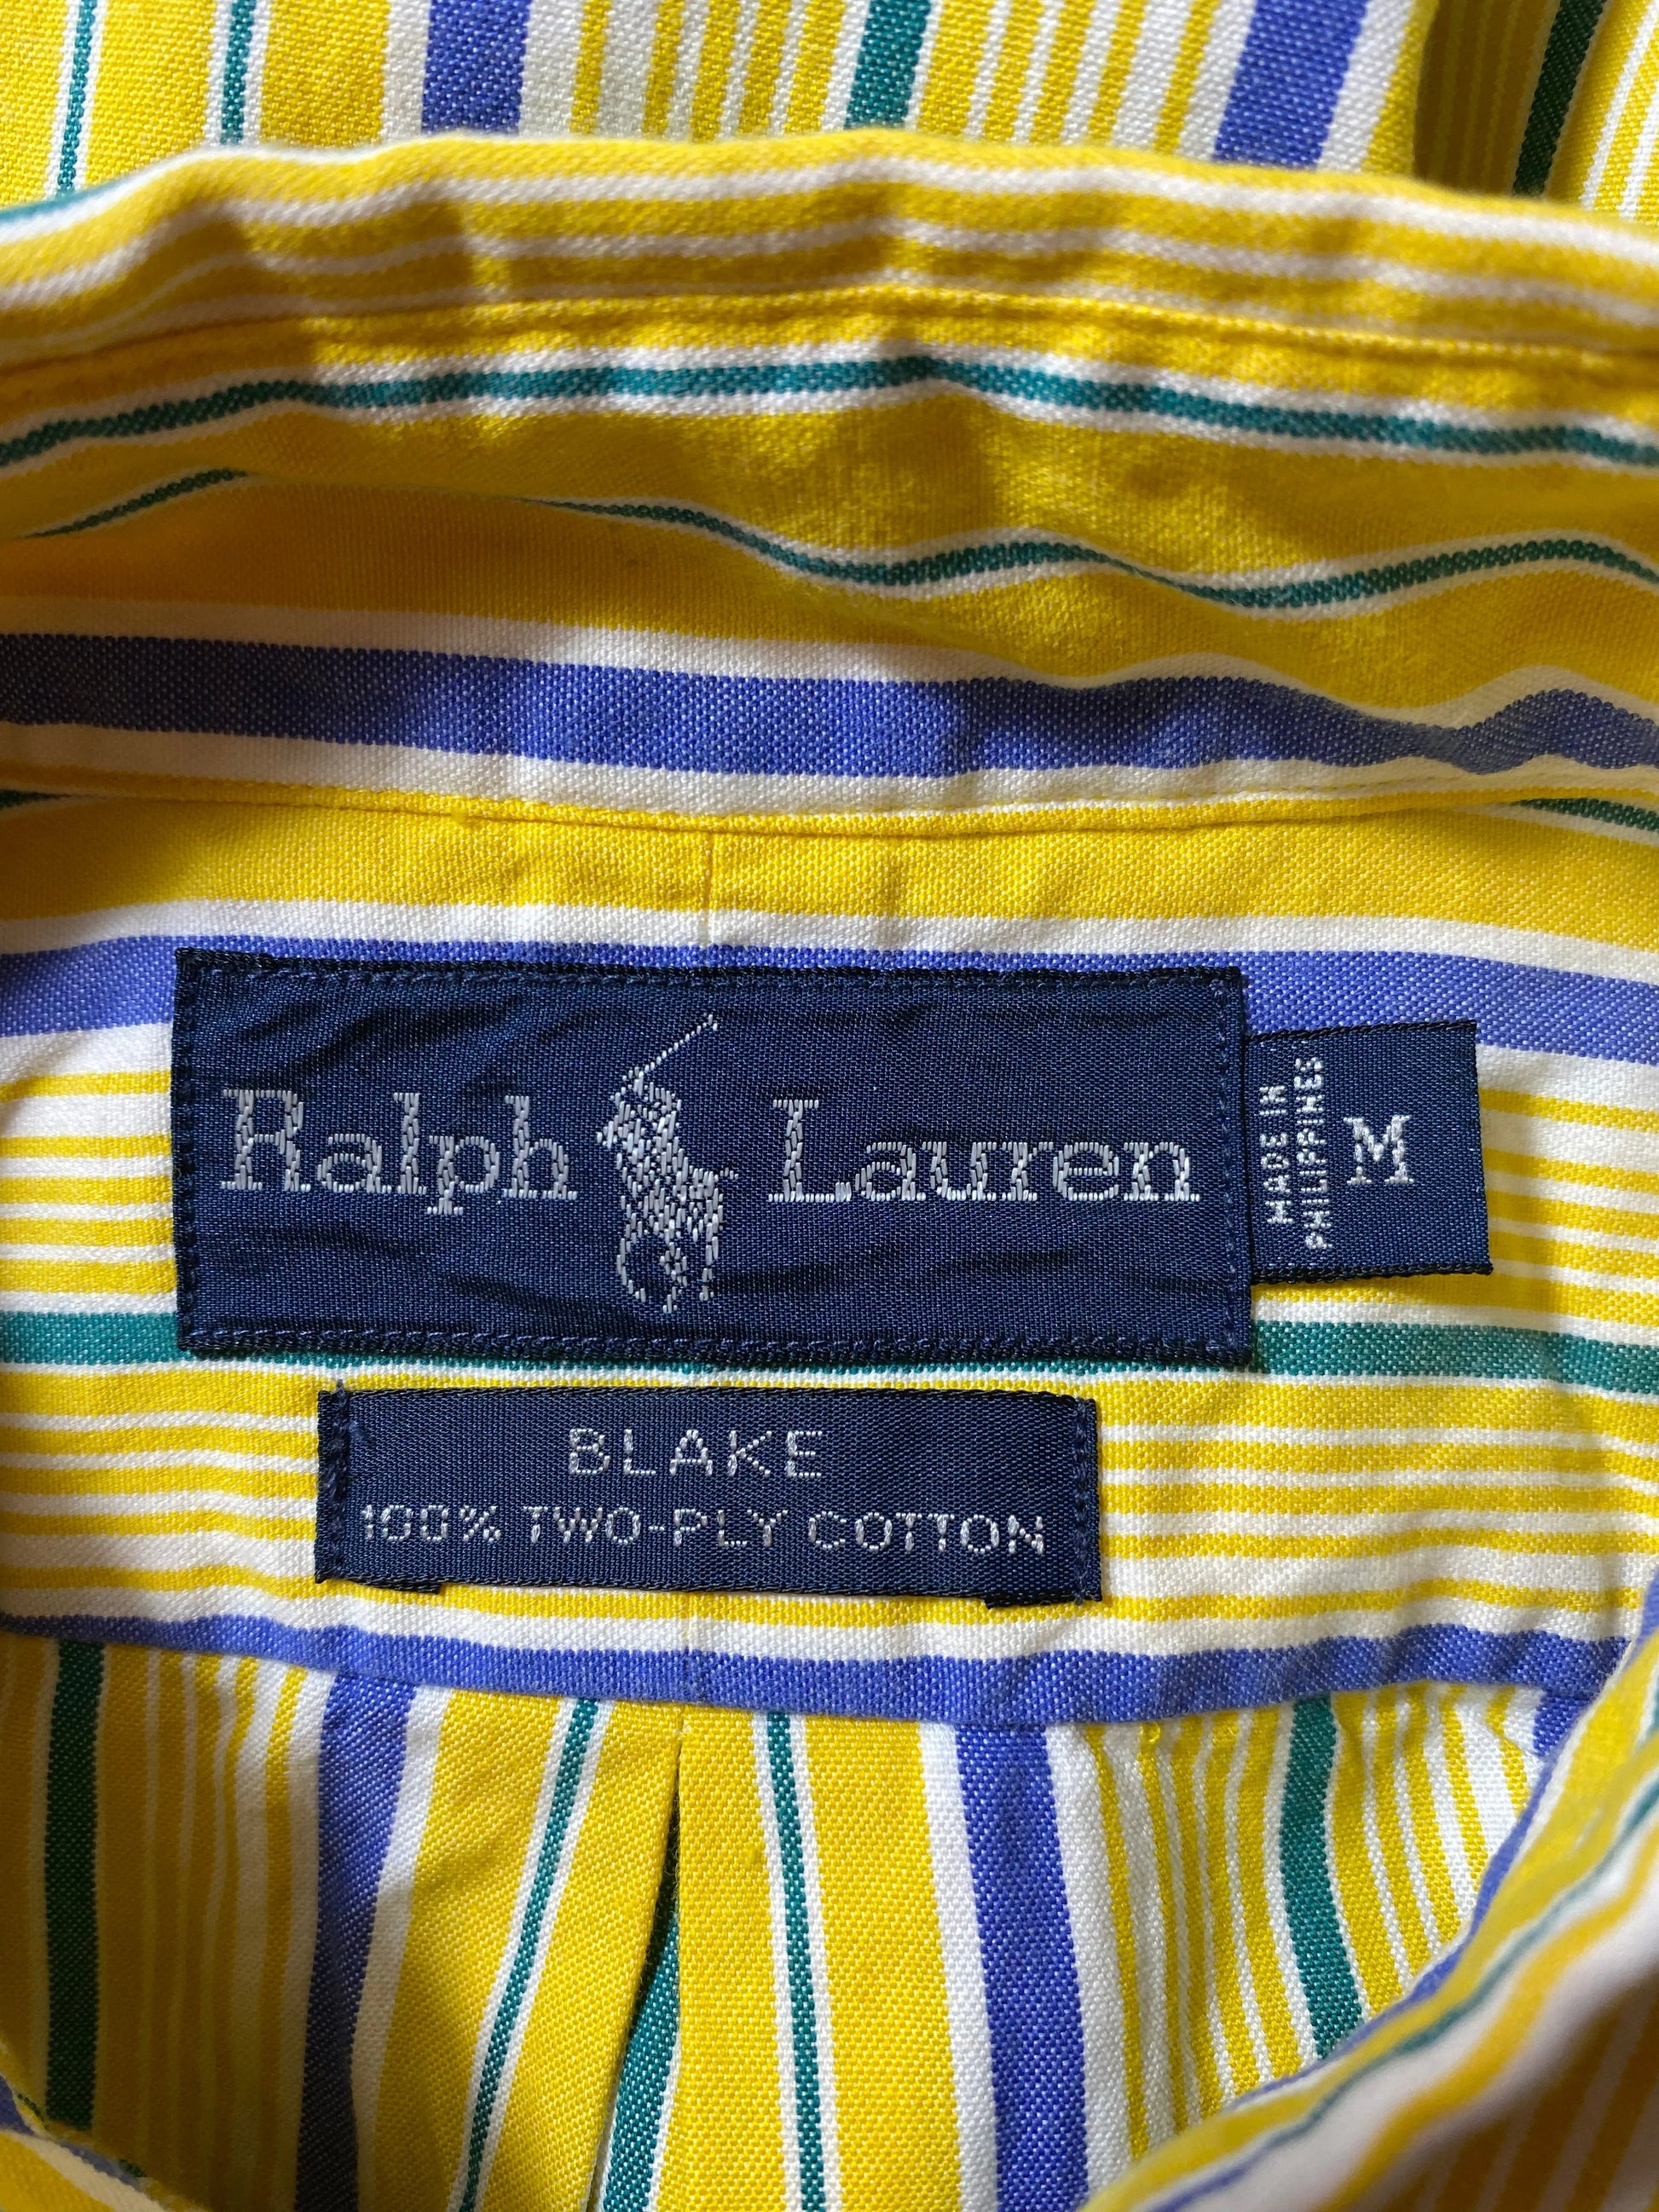 Ralph Lauren
MADE IN
PHILIPPINES
M
BLAKE
100% TWO-PLY COTTON